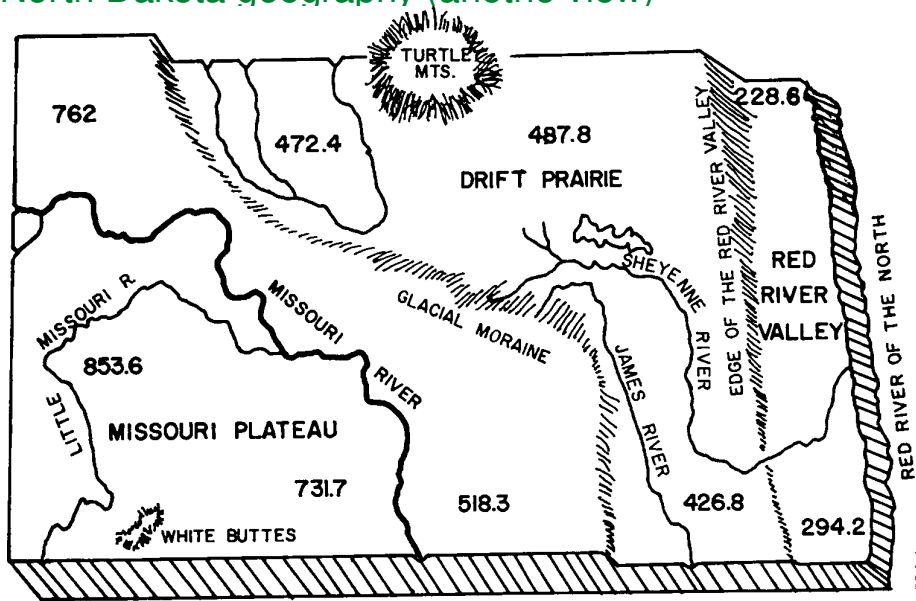 North Dakota geograph, (anothe view)
TURTLE
MTS.
762
472.4
487.8
228.6
DRIFT PRAIRIE
EDGE OF THE RED RIVER VALLEY
RED
RIVER
VALLEY
RED RIVER OF THE NORTH
SHEYENNE
RIVER
GLACIAL MORAINE
MISSOURI
RIVER
LITTLE
MISSOURI R.
853.6
JAMES RIVER
MISSOURI PLATEAU
731.7
518.3
426.8
294.2
WHITE BUTTES